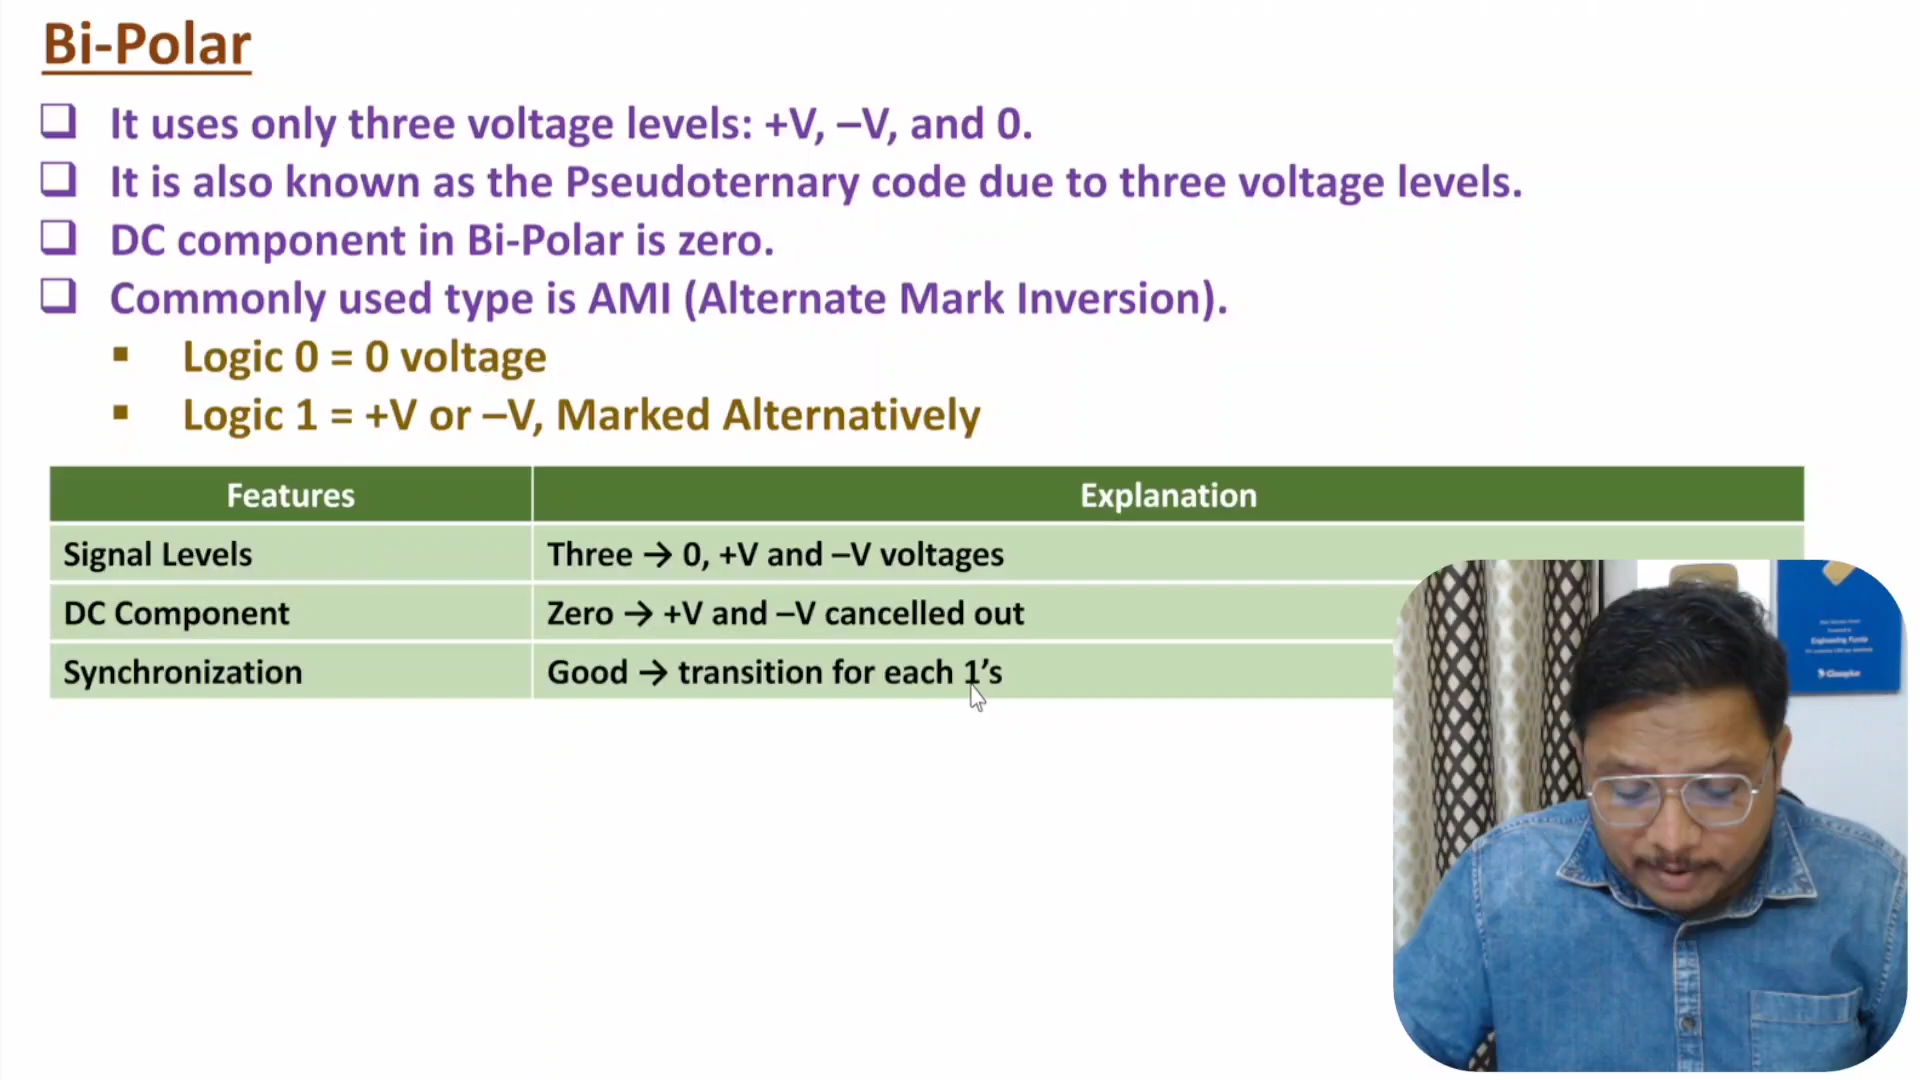 Bi-Polar
❑ It uses only three voltage levels: +V, –V, and 0.
❑ It is also known as the Pseudoternary code due to three voltage levels.
❑ DC component in Bi-Polar is zero.
❑ Commonly used type is AMI (Alternate Mark Inversion).
▪ Logic 0 = 0 voltage
▪ Logic 1 = +V or –V, Marked Alternatively
Features Explanation
Signal Levels Three → 0, +V and –V voltages
DC Component Zero → +V and –V cancelled out
Synchronization Good → transition for each 1’s
Engineering Funda
Classplus